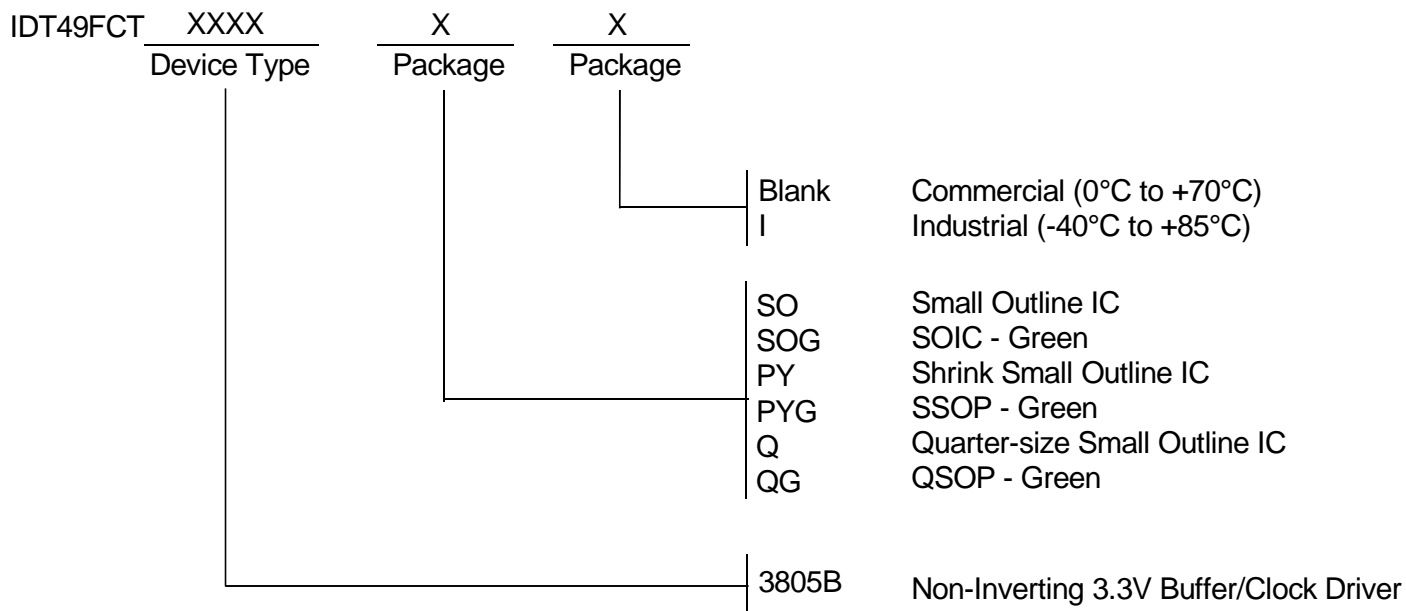 IDT49FCT XXXX X X
Device Type Package Package
Blank Commercial (0°C to +70°C)
I Industrial (-40°C to +85°C)
SO Small Outline IC
SOG SOIC - Green
PY Shrink Small Outline IC
PYG SSOP - Green
Q Quarter-size Small Outline IC
QG QSOP - Green
3805B Non-Inverting 3.3V Buffer/Clock Driver